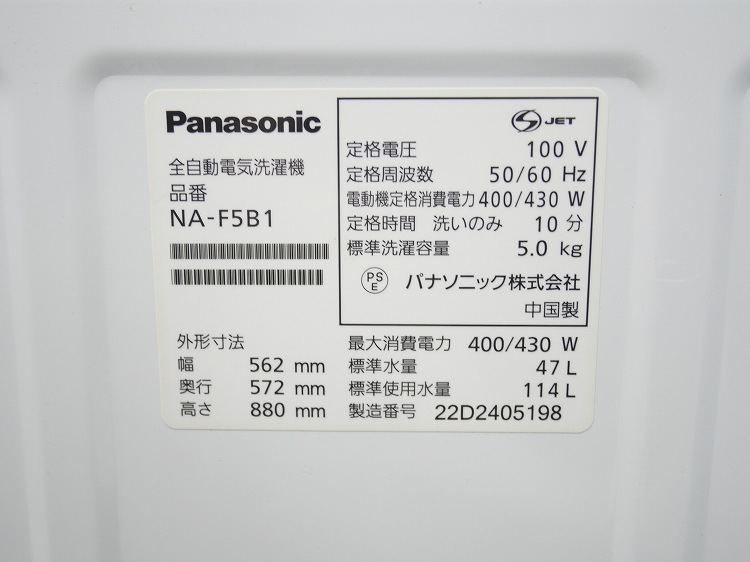 Panasonic
全自動電気洗濯機
品番
NA-F5B1
外形寸法
幅 562 mm
奥行 572 mm
高さ 880 mm
S JET
定格電圧 100 V
定格周波数 50/60 Hz
電動機定格消費電力 400/430 W
定格時間 洗いのみ 10 分
標準洗濯容量 5.0 kg
PS
E
パナソニック株式会社
中国製
最大消費電力 400/430 W
標準水量 47 L
標準使用水量 114 L
製造番号 22D2405198